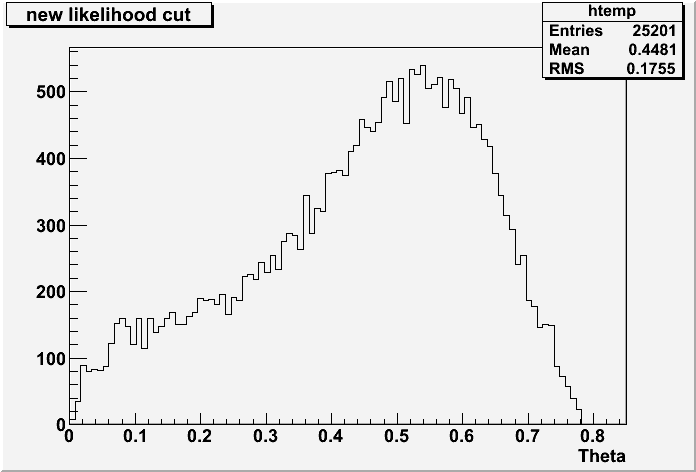 new likelihood cut
htemp
Entries 25201
Mean 0.4481
RMS 0.1755
500
400
300
200
100
0
0 0.1 0.2 0.3 0.4 0.5 0.6 0.7 0.8
Theta